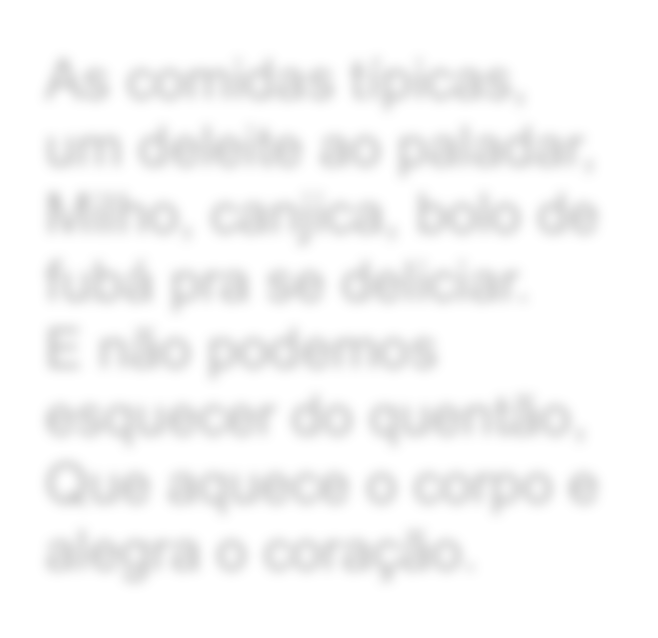 As comidas típicas,
um deleite ao paladar,
Milho, canjica, bolo de
fubá pra se deliciar.
E não podemos
esquecer do quentão,
Que aquece o corpo e
alegra o coração.